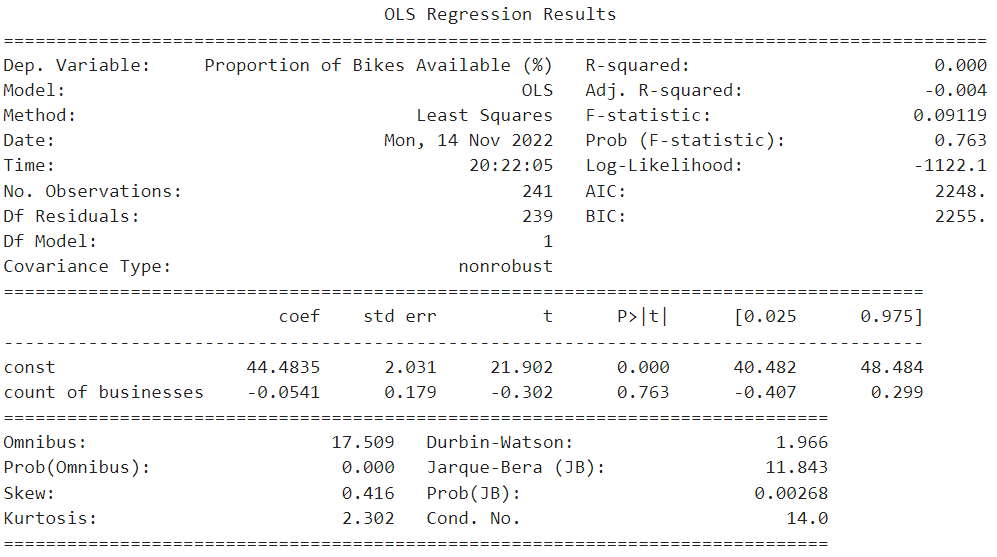 OLS Regression Results
==============================================================================================
Dep. Variable:     Proportion of Bikes Available (%)   R-squared:                       0.000
Model:                                           OLS   Adj. R-squared:                 -0.004
Method:                                Least Squares   F-statistic:                   0.09119
Date:                               Mon, 14 Nov 2022   Prob (F-statistic):              0.763
Time:                                       20:22:05   Log-Likelihood:                -1122.1
No. Observations:                                241   AIC:                             2248.
Df Residuals:                                    239   BIC:                             2255.
Df Model:                                          1
Covariance Type:                           nonrobust
========================================================================================
                          coef    std err          t      P>|t|      [0.025      0.975]
----------------------------------------------------------------------------------------
const                  44.4835      2.031     21.902      0.000      40.482      48.484
count of businesses    -0.0541      0.179     -0.302      0.763      -0.407       0.299
==============================================================================
Omnibus:                       17.509   Durbin-Watson:                   1.966
Prob(Omnibus):                  0.000   Jarque-Bera (JB):               11.843
Skew:                           0.416   Prob(JB):                      0.00268
Kurtosis:                       2.302   Cond. No.                         14.0
==============================================================================